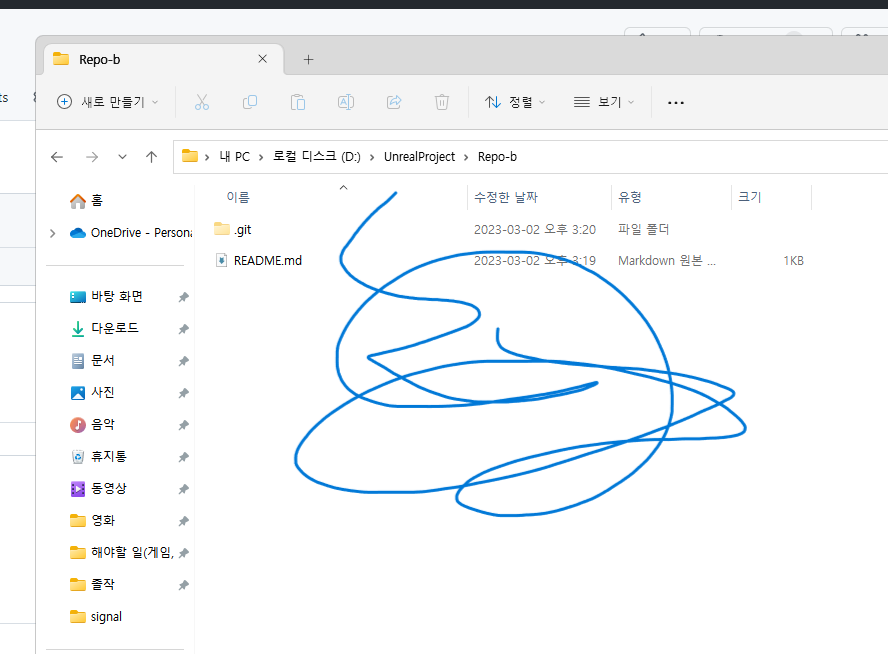 Repo-b
ts
새로 만들기
정렬
보기
내 PC > 로컬 디스크 (D:) > UnrealProject > Repo-b
이름 수정한 날짜 유형 크기
.git 2023-03-02 오후 3:20 파일 폴더
README.md 2023-03-02 오후 3:19 Markdown 원본 ... 1KB
홈
OneDrive - Persona
바탕 화면
다운로드
문서
사진
음악
휴지통
동영상
영화
해야할 일(게임,
졸작
signal